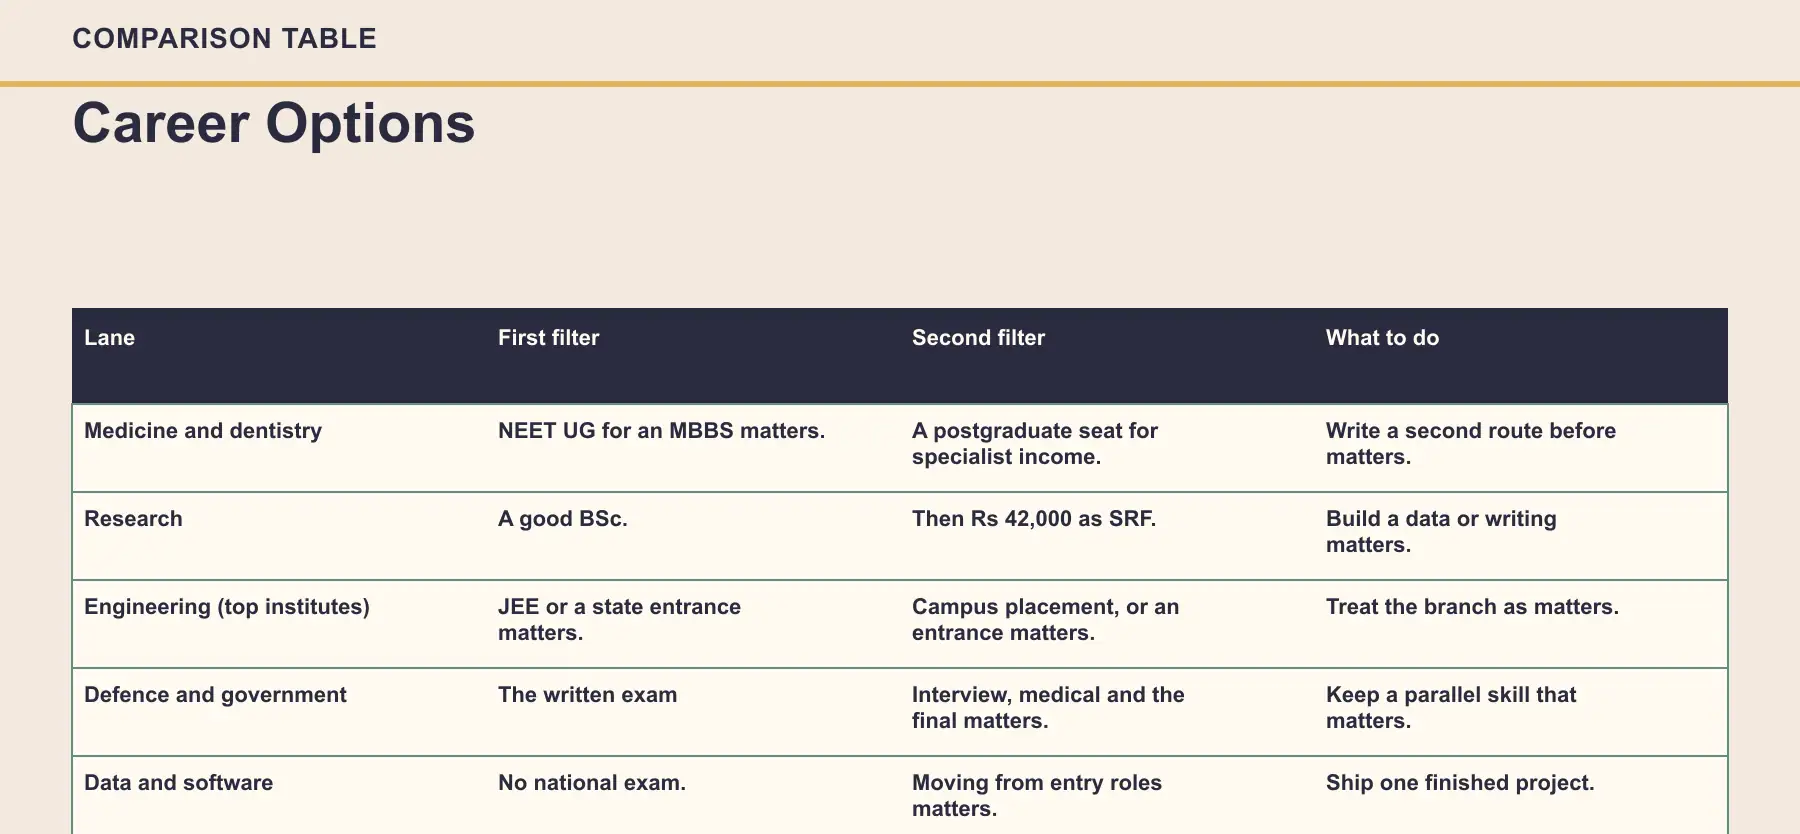 COMPARISON TABLE
Career Options
Lane
First filter
Second filter
What to do
Medicine and dentistry
NEET UG for an MBBS matters.
A postgraduate seat for
specialist income.
Write a second route before
matters.
Research
A good BSc.
Then Rs 42,000 as SRF.
Build a data or writing
matters.
Engineering (top institutes)
JEE or a state entrance
matters.
Campus placement, or an
entrance matters.
Treat the branch as matters.
Defence and government
The written exam
Interview, medical and the
final matters.
Keep a parallel skill that
matters.
Data and software
No national exam.
Moving from entry roles
matters.
Ship one finished project.